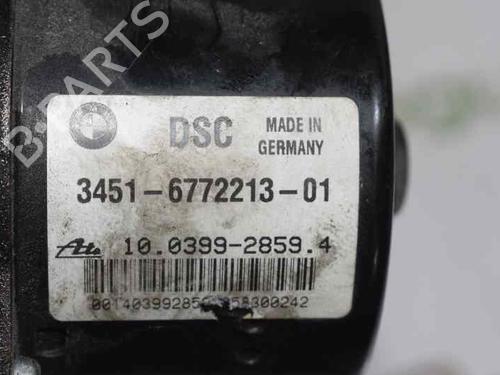 B-PARTS
DSC MADE IN
GERMANY
3451-6772213-01
Ate 10.0399-2859.4